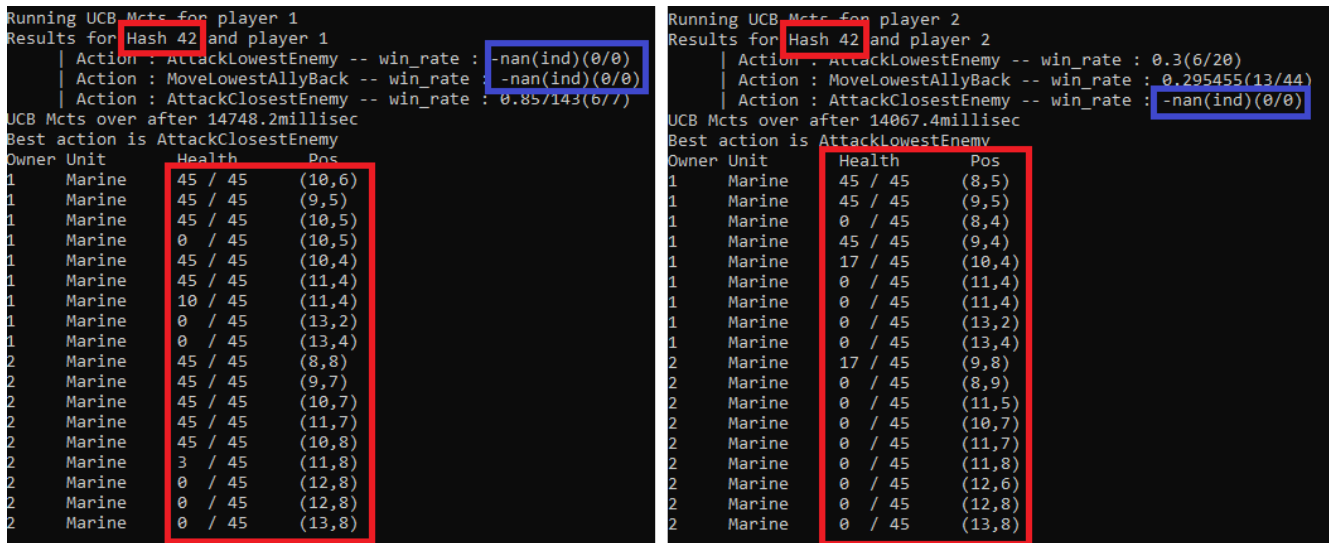 Running UCB Mcts for player 1
Results for Hash 42 and player 1
| Action : AttackLowestEnemy -- win_rate : -nan(ind)(0/0)
| Action : MoveLowestAllyBack -- win_rate : -nan(ind)(0/0)
| Action : AttackClosestEnemy -- win_rate : 0.857143(6/7)
UCB Mcts over after 14748.2millisec
Best action is AttackClosestEnemy
Owner Unit Health Pos
1 Marine 45 / 45 (10,6)
1 Marine 45 / 45 (9,5)
1 Marine 45 / 45 (10,5)
1 Marine 0 / 45 (10,5)
1 Marine 45 / 45 (10,4)
1 Marine 45 / 45 (11,4)
1 Marine 10 / 45 (11,4)
1 Marine 0 / 45 (13,2)
1 Marine 0 / 45 (13,4)
2 Marine 45 / 45 (8,8)
2 Marine 45 / 45 (9,7)
2 Marine 45 / 45 (10,7)
2 Marine 45 / 45 (11,7)
2 Marine 45 / 45 (10,8)
2 Marine 3 / 45 (11,8)
2 Marine 0 / 45 (12,8)
2 Marine 0 / 45 (12,8)
2 Marine 0 / 45 (13,8)
Running UCB Mcts for player 2
Results for Hash 42 and player 2
| Action : AttackLowestEnemy -- win_rate : 0.3(6/20)
| Action : MoveLowestAllyBack -- win_rate : 0.295455(13/44)
| Action : AttackClosestEnemy -- win_rate : -nan(ind)(0/0)
UCB Mcts over after 14067.4millisec
Best action is AttackLowestEnemy
Owner Unit Health Pos
1 Marine 45 / 45 (8,5)
1 Marine 45 / 45 (9,5)
1 Marine 0 / 45 (8,4)
1 Marine 45 / 45 (9,4)
1 Marine 17 / 45 (10,4)
1 Marine 0 / 45 (11,4)
1 Marine 0 / 45 (11,4)
1 Marine 0 / 45 (13,2)
1 Marine 0 / 45 (13,4)
2 Marine 17 / 45 (9,8)
2 Marine 0 / 45 (8,9)
2 Marine 0 / 45 (11,5)
2 Marine 0 / 45 (10,7)
2 Marine 0 / 45 (11,7)
2 Marine 0 / 45 (11,8)
2 Marine 0 / 45 (12,6)
2 Marine 0 / 45 (12,8)
2 Marine 0 / 45 (13,8)